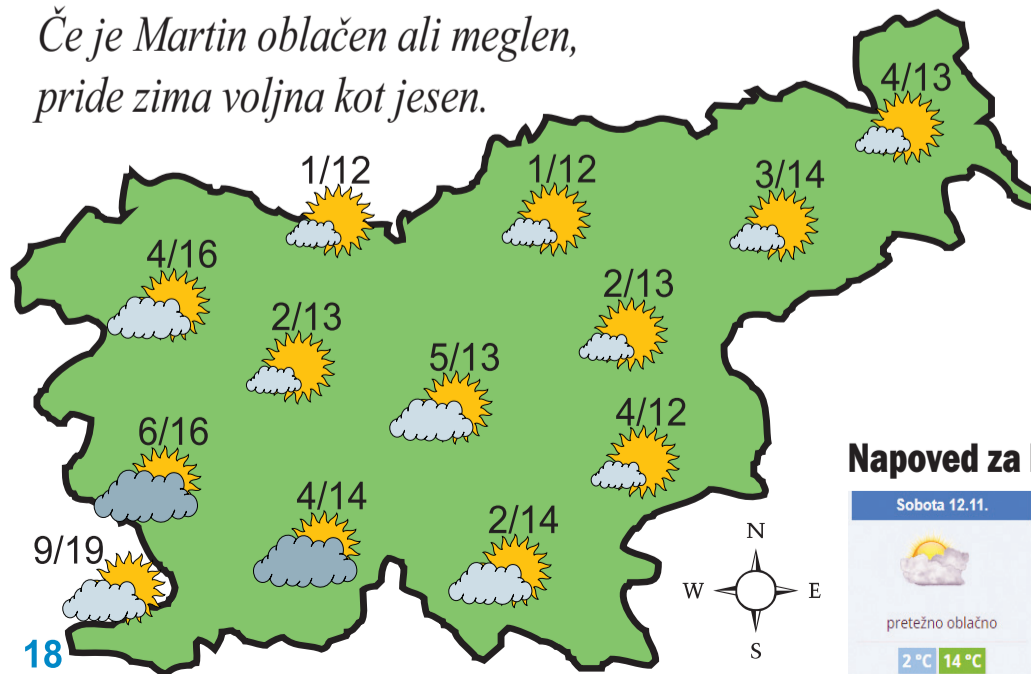 Če je Martin oblačen ali meglen,
pride zima voljna kot jesen.
4/13
1/12
1/12
3/14
4/16
2/13
2/13
5/13
6/16
4/12
4/14
2/14
9/19
N
W
E
S
18
Napoved za
Sobota 12.11.
pretežno oblačno
2 °C
14 °C